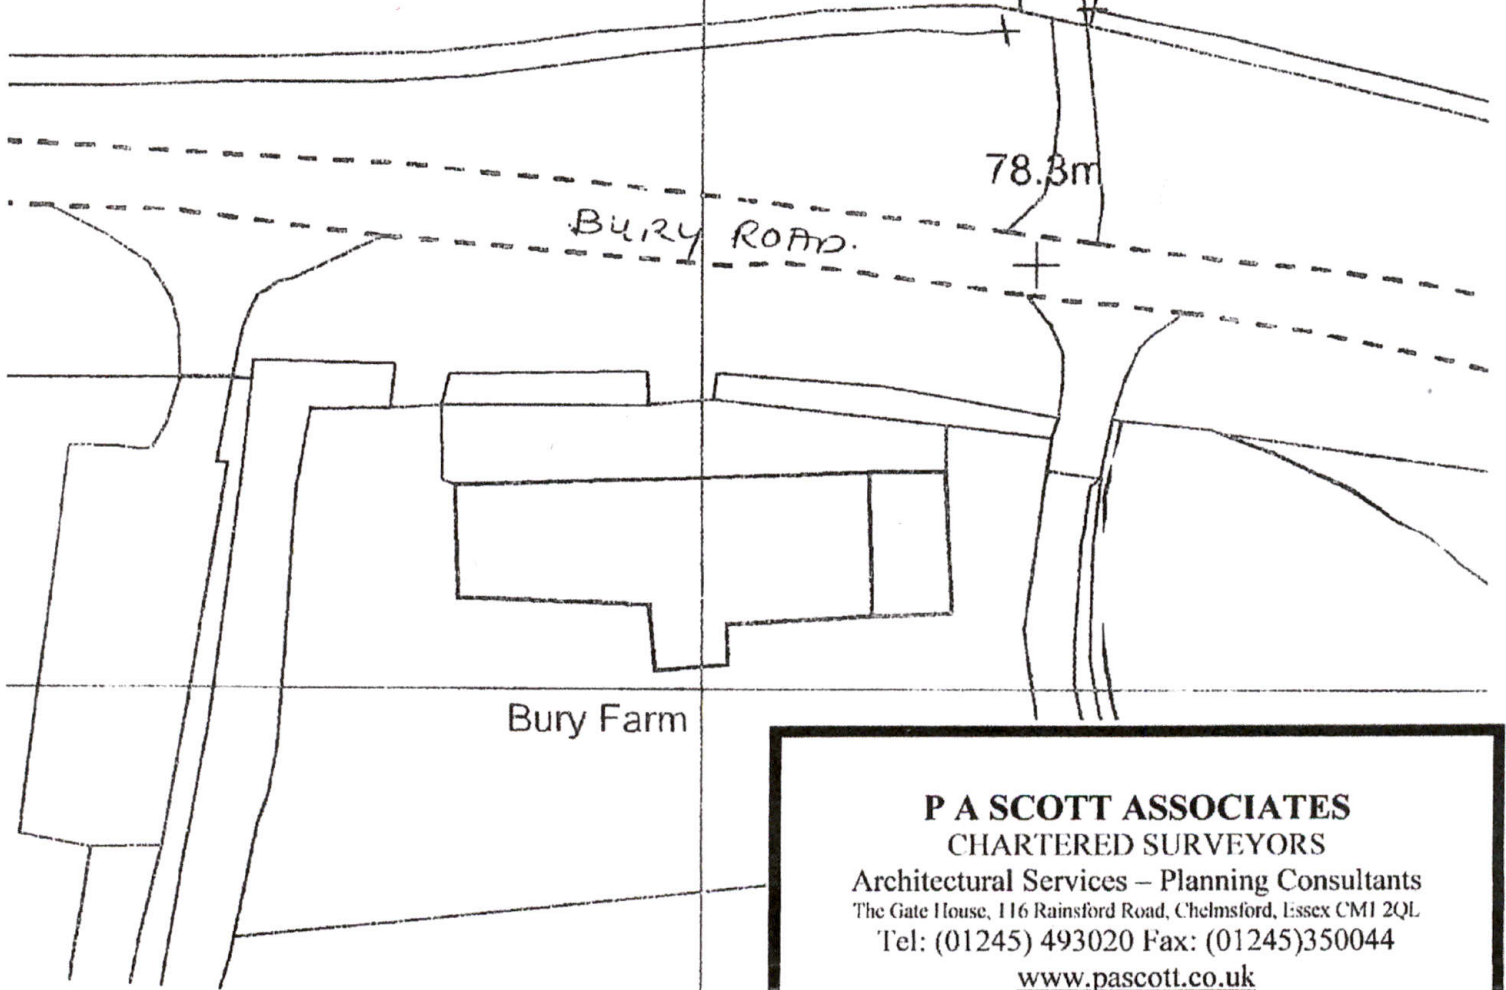 78.3m
BURY ROAD.
Bury Farm
P A SCOTT ASSOCIATES
CHARTERED SURVEYORS
Architectural Services – Planning Consultants
The Gate House, 116 Rainsford Road, Chelmsford, Essex CM1 2QL
Tel: (01245) 493020 Fax: (01245)350044
www.pascott.co.uk